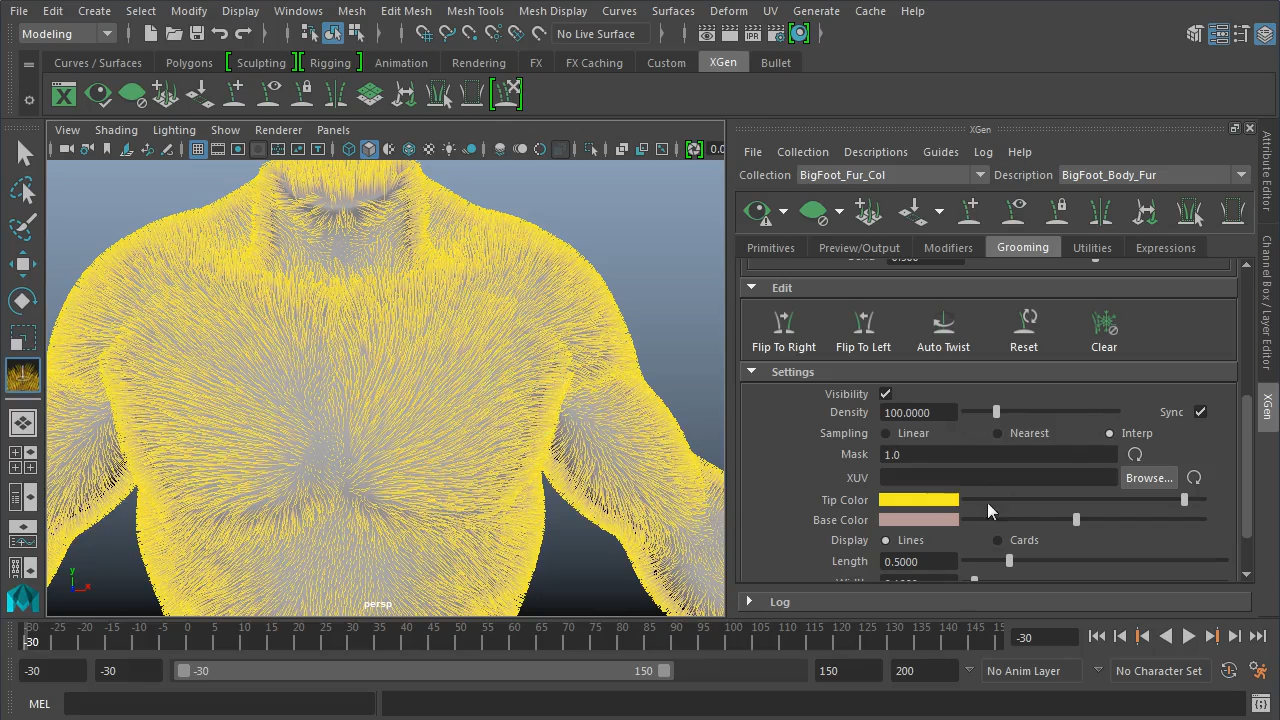 File Edit Create Select Modify Display Windows Mesh Edit Mesh Mesh Tools Mesh Display Curves Surfaces Deform UV Generate Cache Help
Modeling No Live Surface
Curves / Surfaces Polygons Sculpting Rigging Animation Rendering FX FX Caching Custom XGen Bullet
View Shading Lighting Show Renderer Panels
0.0
XGen
File Collection Descriptions Guides Log Help
Collection BigFoot_Fur_Col Description BigFoot_Body_Fur
Primitives Preview/Output Modifiers Grooming Utilities Expressions
Edit
Flip To Right Flip To Left Auto Twist Reset Clear
Settings
Visibility
Density 100.0000 Sync
Sampling Linear Nearest Interp
Mask 1.0
XUV Browse...
Tip Color
Base Color
Display Lines Cards
Length 0.5000
Log
Attribute Editor
Channel Box / Layer Editor
XGen
y
x
persp
-30 -25 -20 -15 -10 -5 0 5 10 15 20 25 30 35 40 45 50 55 60 65 70 75 80 85 90 95 100 105 110 115 120 125 130 135 140 145 15
-30 -30
-30 -30 -30 150 150 200 No Anim Layer No Character Set
MEL